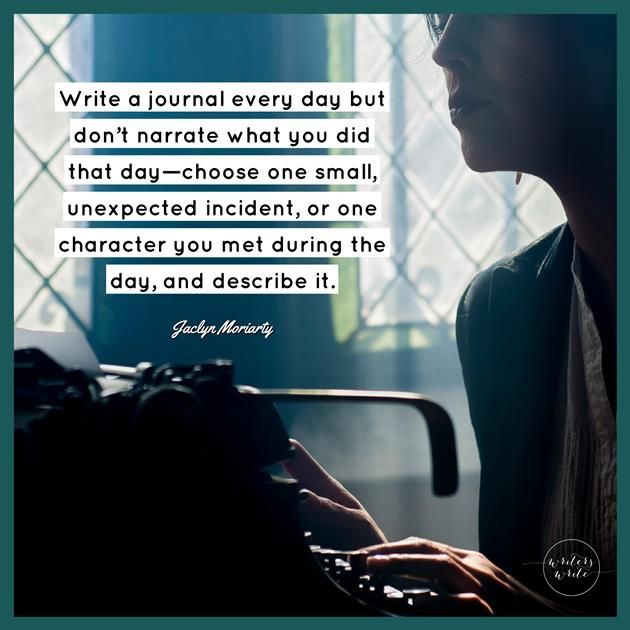 Write a journal every day but
don't narrate what you did
that day—choose one small,
unexpected incident, or one
character you met during the
day, and describe it.
Jaclyn Moriarty
writers
write